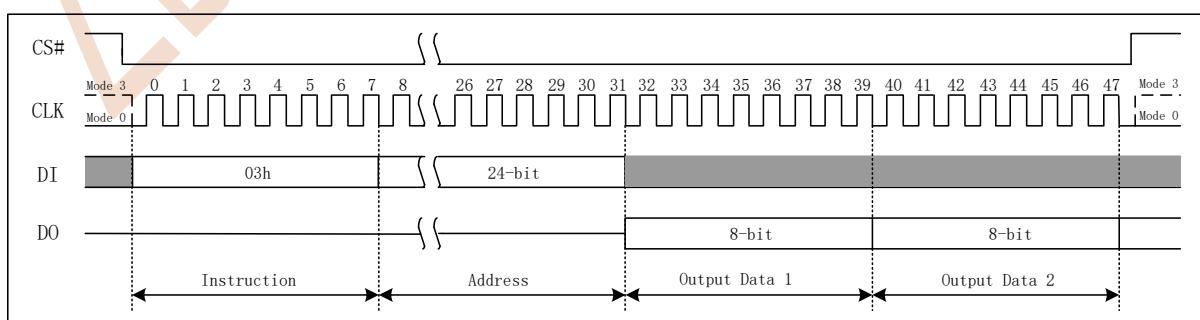 CS#
Mode 3 0 1 2 3 4 5 6 7 8 26 27 28 29 30 31 32 33 34 35 36 37 38 39 40 41 42 43 44 45 46 47 Mode 3
CLK
Mode 0 Mode 0
DI 03h 24-bit
DO 8-bit 8-bit
Instruction Address Output Data 1 Output Data 2